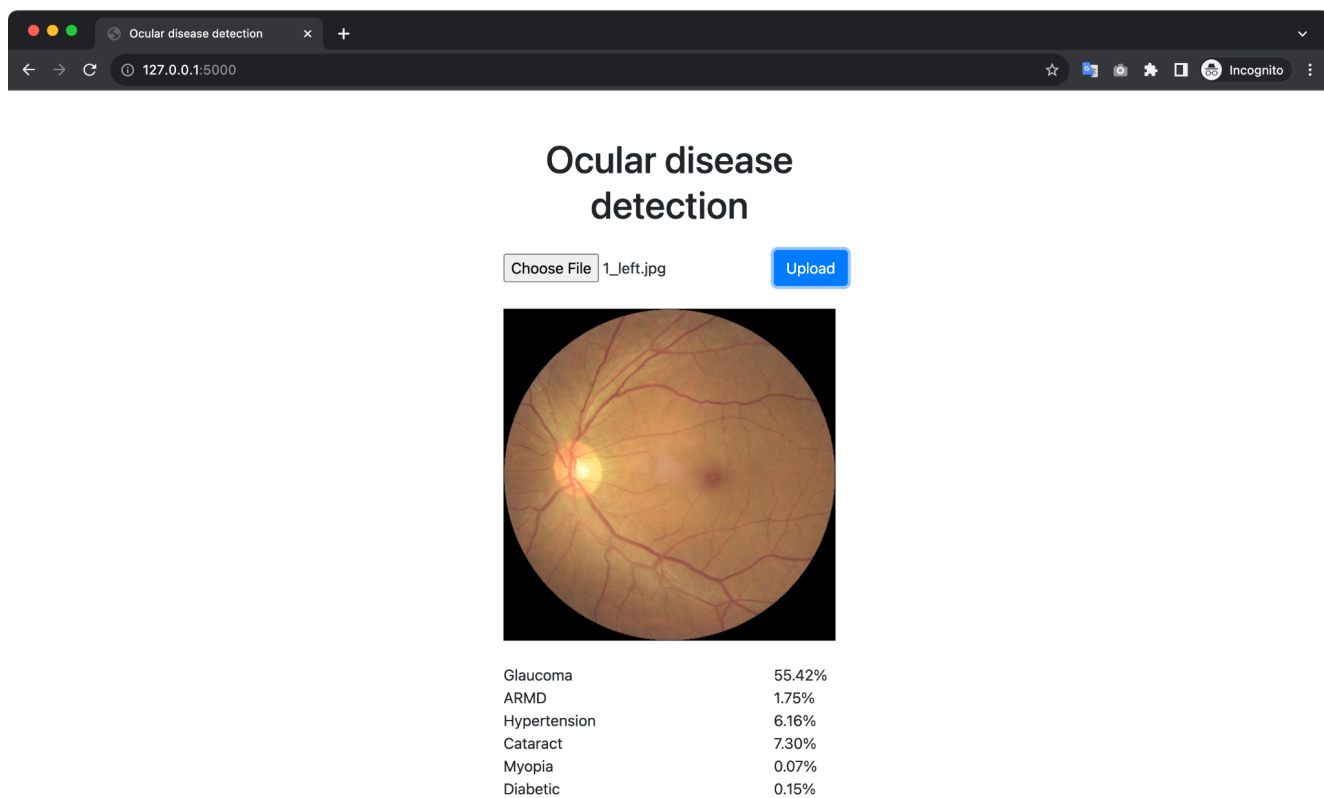 Ocular disease detection
127.0.0.1:5000
Incognito
Ocular disease
detection
Choose File 1_left.jpg Upload
Glaucoma 55.42%
ARMD 1.75%
Hypertension 6.16%
Cataract 7.30%
Myopia 0.07%
Diabetic 0.15%